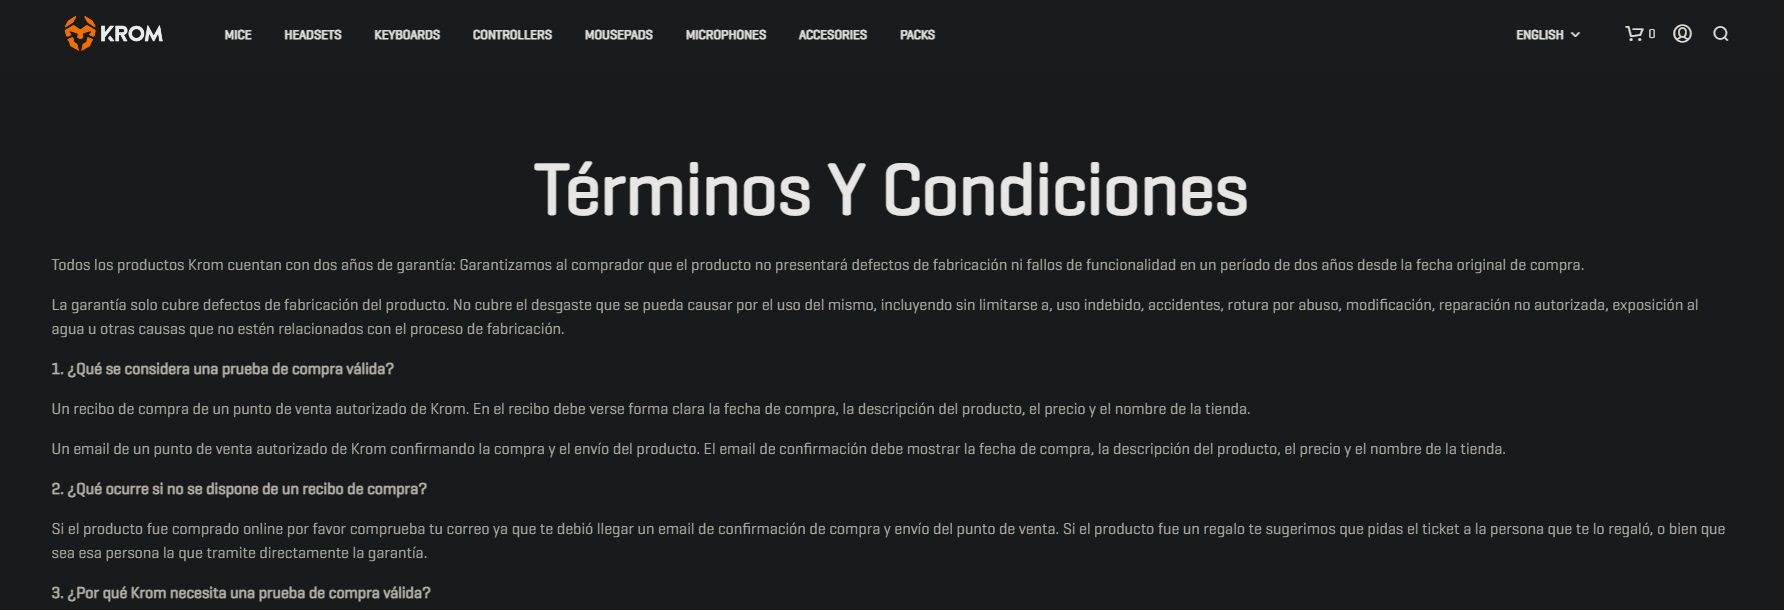 KROM MICE HEADSETS KEYBOARDS CONTROLLERS MOUSEPADS MICROPHONES ACCESORIES PACKS ENGLISH 0
Términos Y Condiciones
Todos los productos Krom cuentan con dos años de garantía: Garantizamos al comprador que el producto no presentará defectos de fabricación ni fallos de funcionalidad en un período de dos años desde la fecha original de compra.
La garantía solo cubre defectos de fabricación del producto. No cubre el desgaste que se pueda causar por el uso del mismo, incluyendo sin limitarse a, uso indebido, accidentes, rotura por abuso, modificación, reparación no autorizada, exposición al
agua u otras causas que no estén relacionados con el proceso de fabricación.
1. ¿Qué se considera una prueba de compra válida?
Un recibo de compra de un punto de venta autorizado de Krom. En el recibo debe verse forma clara la fecha de compra, la descripción del producto, el precio y el nombre de la tienda.
Un email de un punto de venta autorizado de Krom confirmando la compra y el envío del producto. El email de confirmación debe mostrar la fecha de compra, la descripción del producto, el precio y el nombre de la tienda.
2. ¿Qué ocurre si no se dispone de un recibo de compra?
Si el producto fue comprado online por favor comprueba tu correo ya que te debió llegar un email de confirmación de compra y envío del punto de venta. Si el producto fue un regalo te sugerimos que pidas el ticket a la persona que te lo regaló, o bien que
sea esa persona la que tramite directamente la garantía.
3. ¿Por qué Krom necesita una prueba de compra válida?